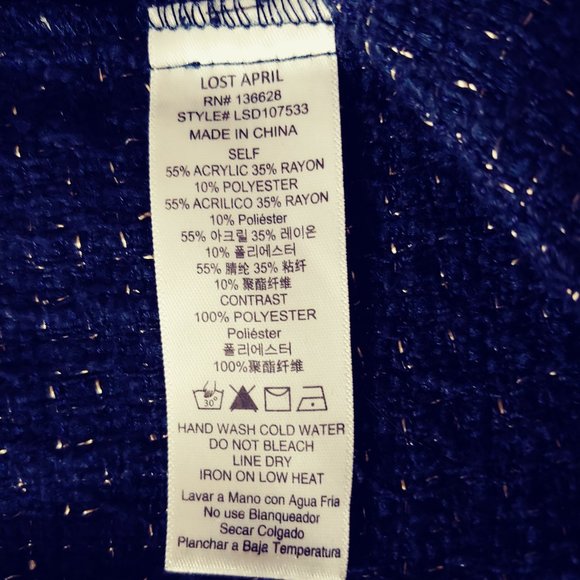 LOST APRIL
RN# 136628
STYLE# LSD107533
MADE IN CHINA
SELF
55% ACRYLIC 35% RAYON
10% POLYESTER
55% ACRILICO 35% RAYON
10% Poliéster
55% 아크릴 35% 레이온
10% 폴리에스터
55% 腈纶 35% 粘纤
10% 聚酯纤维
CONTRAST
100% POLYESTER
Poliéster
폴리에스터
100%聚酯纤维
30°
HAND WASH COLD WATER
DO NOT BLEACH
LINE DRY
IRON ON LOW HEAT
Lavar a Mano con Agua Fria
No use Blanqueador
Secar Colgado
Planchar a Baja Temperatura